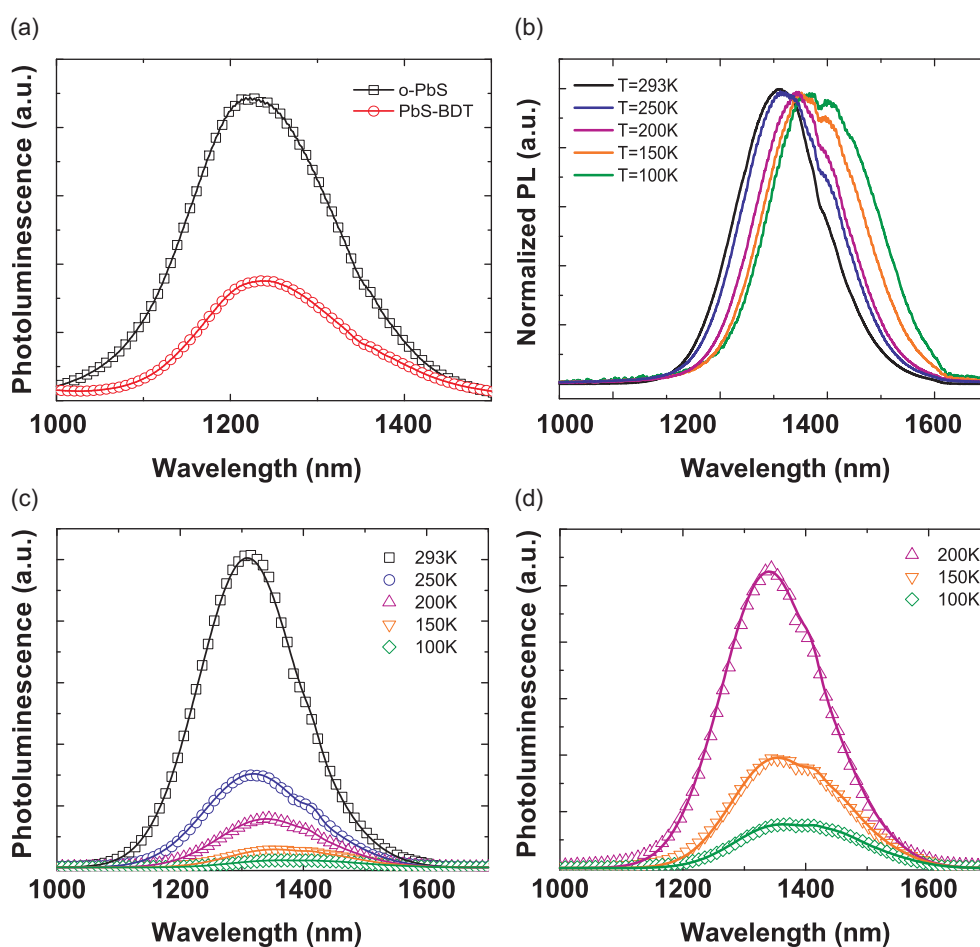 (a)
Photoluminescence (a.u.)
o-PbS
PbS-BDT
1000 1200 1400
Wavelength (nm)
(b)
Normalized PL (a.u.)
T=293K
T=250K
T=200K
T=150K
T=100K
1000 1200 1400 1600
Wavelength (nm)
(c)
Photoluminescence (a.u.)
293K
250K
200K
150K
100K
1000 1200 1400 1600
Wavelength (nm)
(d)
Photoluminescence (a.u.)
200K
150K
100K
1000 1200 1400 1600
Wavelength (nm)